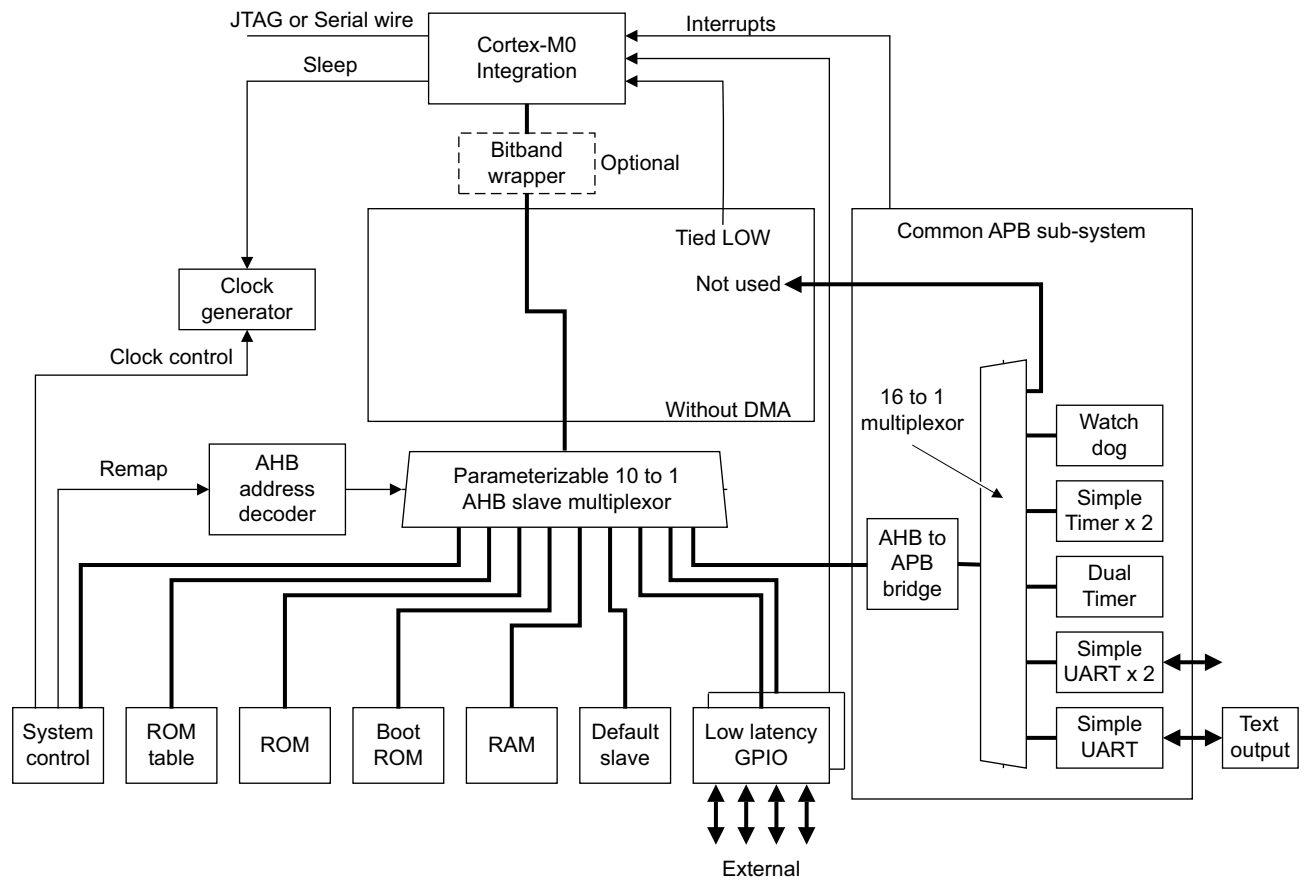 JTAG or Serial wire
Interrupts
Cortex-M0
Integration
Sleep
Bitband
wrapper
Optional
Tied LOW
Common APB sub-system
Not used
Clock
generator
Clock control
16 to 1
multiplexor
Without DMA
Watch
dog
Remap
AHB
address
decoder
Parameterizable 10 to 1
AHB slave multiplexor
Simple
Timer x 2
AHB to
APB
bridge
Dual
Timer
Simple
UART x 2
System
control
ROM
table
ROM
Boot
ROM
RAM
Default
slave
Low latency
GPIO
Simple
UART
Text
output
External